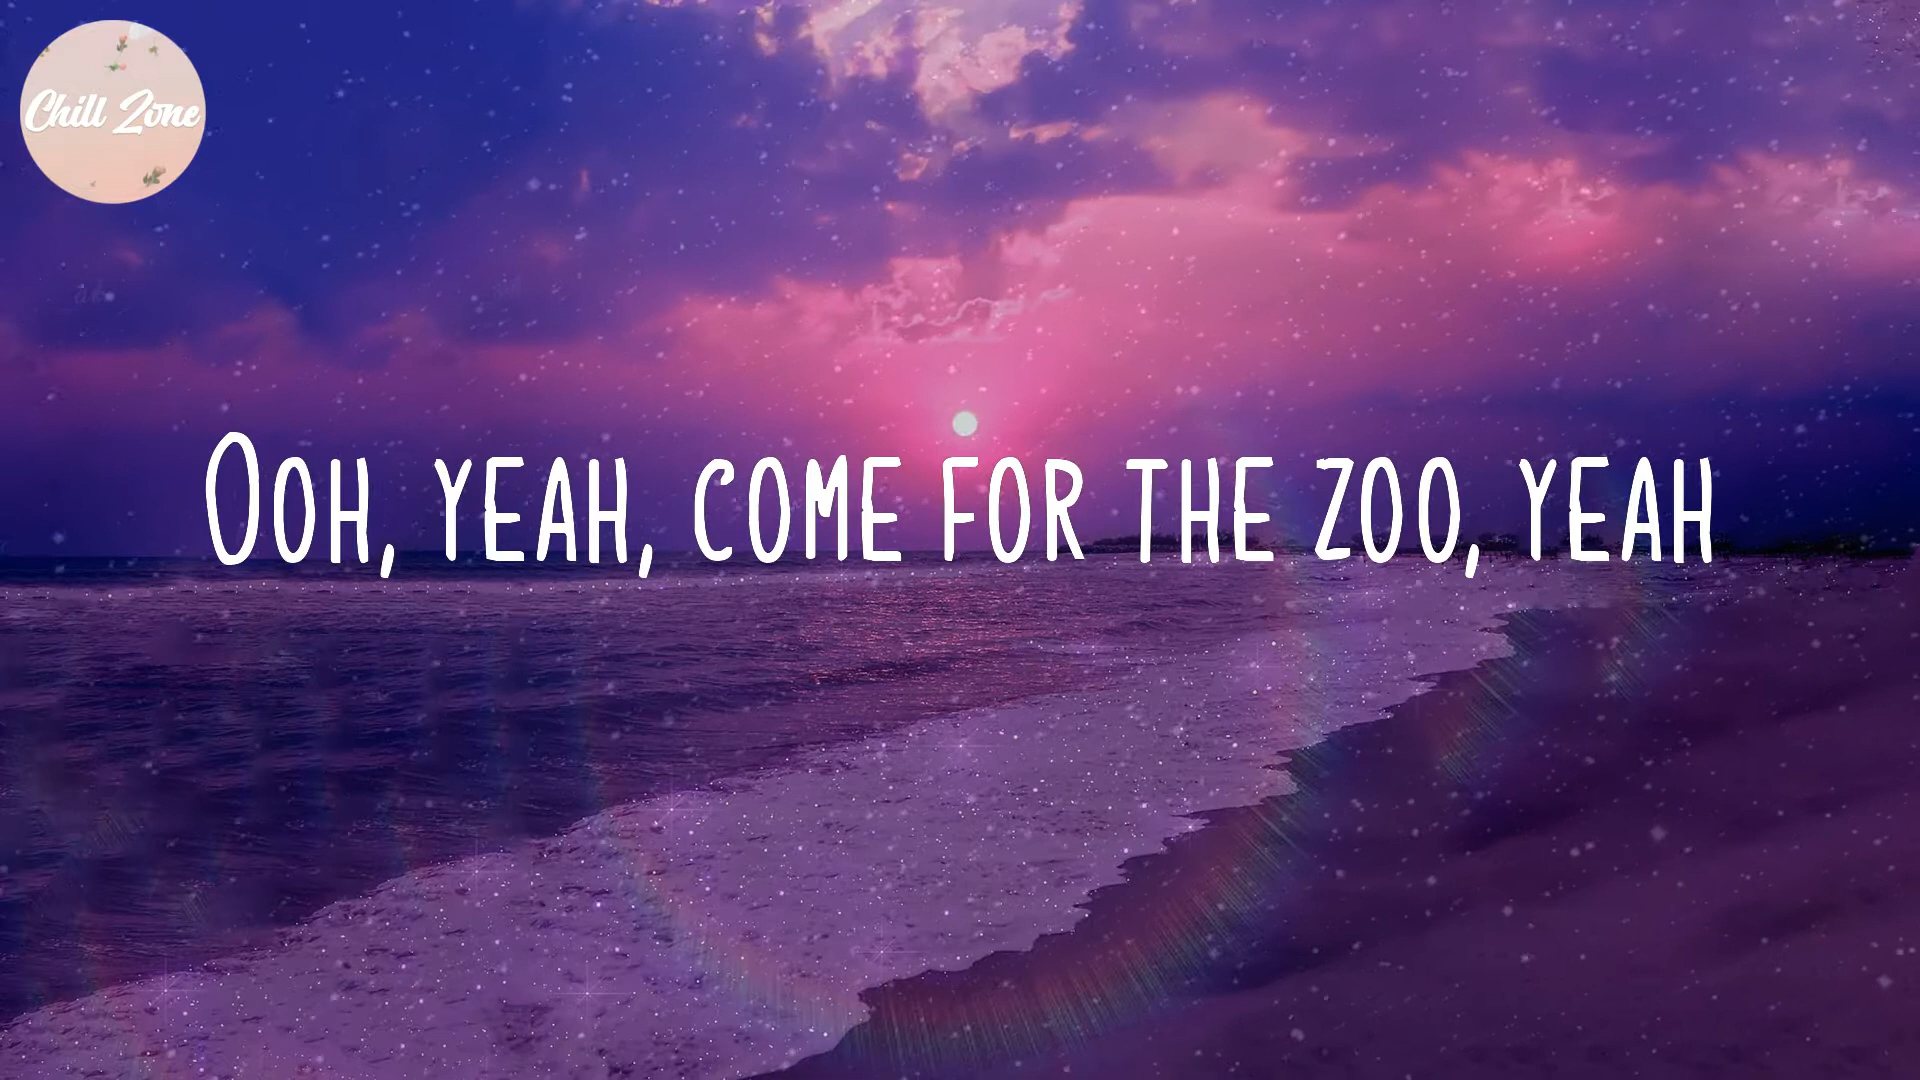 Chill Zone
Ooh, yeah, come for the zoo, yeah